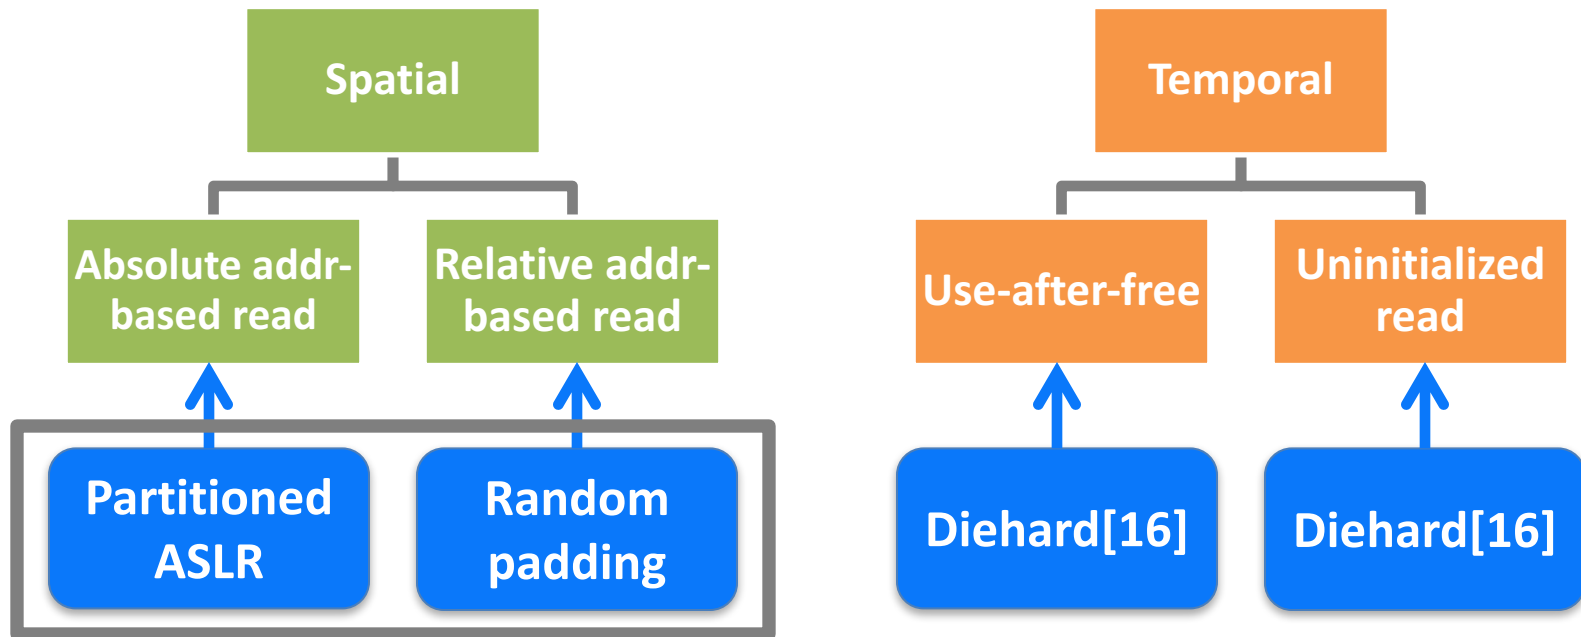 Spatial
Temporal
Absolute addr-
based read
Relative addr-
based read
Use-after-free
Uninitialized
read
Partitioned
ASLR
Random
padding
Diehard[16]
Diehard[16]